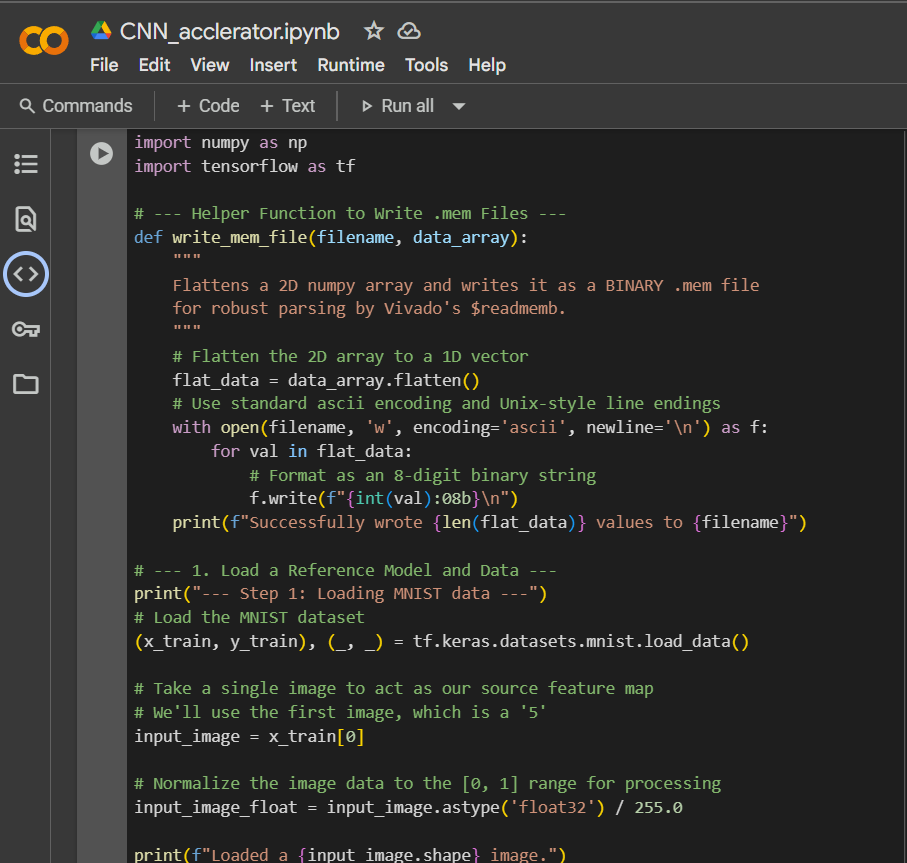 CNN_acclerator.ipynb
File Edit View Insert Runtime Tools Help
Commands + Code + Text Run all
import numpy as np
import tensorflow as tf
# --- Helper Function to Write .mem Files ---
def write_mem_file(filename, data_array):
"""
Flattens a 2D numpy array and writes it as a BINARY .mem file
for robust parsing by Vivado's $readmemb.
"""
# Flatten the 2D array to a 1D vector
flat_data = data_array.flatten()
# Use standard ascii encoding and Unix-style line endings
with open(filename, 'w', encoding='ascii', newline='\n') as f:
for val in flat_data:
# Format as an 8-digit binary string
f.write(f"{int(val):08b}\n")
print(f"Successfully wrote {len(flat_data)} values to {filename}")
# --- 1. Load a Reference Model and Data ---
print("--- Step 1: Loading MNIST data ---")
# Load the MNIST dataset
(x_train, y_train), (_, _) = tf.keras.datasets.mnist.load_data()
# Take a single image to act as our source feature map
# We'll use the first image, which is a '5'
input_image = x_train[0]
# Normalize the image data to the [0, 1] range for processing
input_image_float = input_image.astype('float32') / 255.0
print(f"Loaded a {input_image.shape} image.")